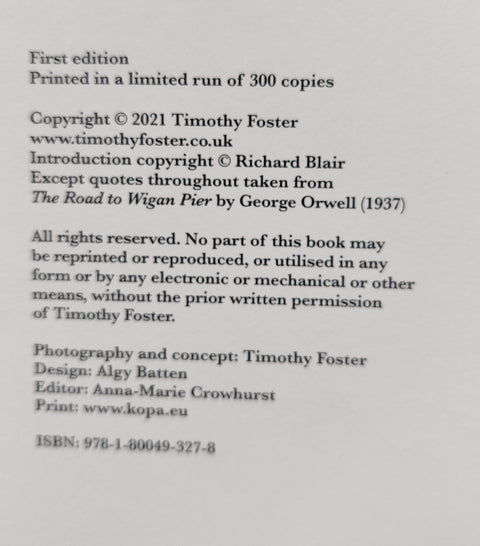 First edition
Printed in a limited run of 300 copies
Copyright © 2021 Timothy Foster
www.timothyfoster.co.uk
Introduction copyright © Richard Blair
Except quotes throughout taken from
The Road to Wigan Pier by George Orwell (1937)
All rights reserved. No part of this book may
be reprinted or reproduced, or utilised in any
form or by any electronic or mechanical or other
means, without the prior written permission
of Timothy Foster.
Photography and concept: Timothy Foster
Design: Algy Batten
Editor: Anna-Marie Crowhurst
Print: www.kopa.eu
ISBN: 978-1-80049-327-8